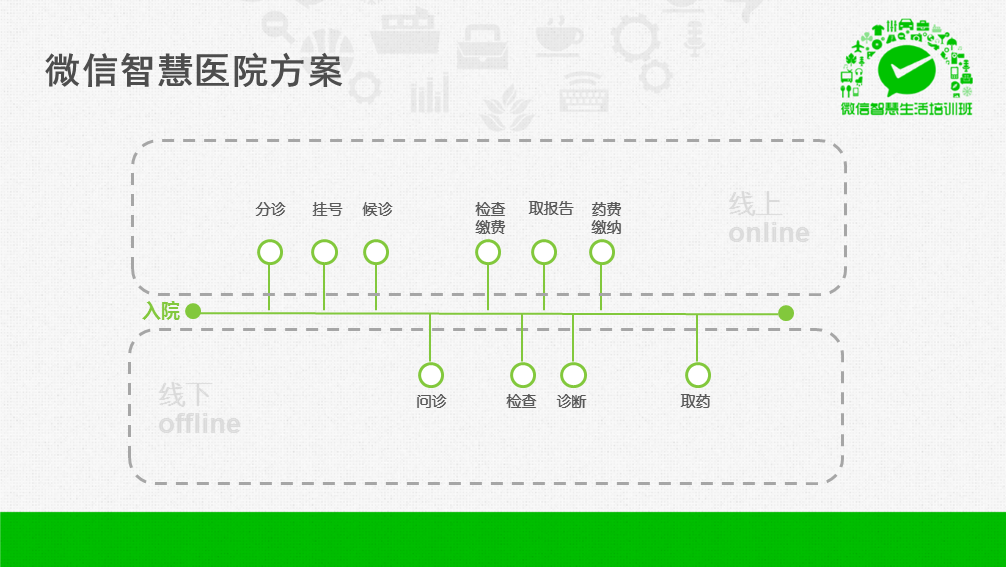 微信智慧医院方案
微信智慧生活培训班
分诊
挂号
候诊
检查
缴费
取报告
药费
缴纳
线上
online
入院
线下
offline
问诊
检查
诊断
取药